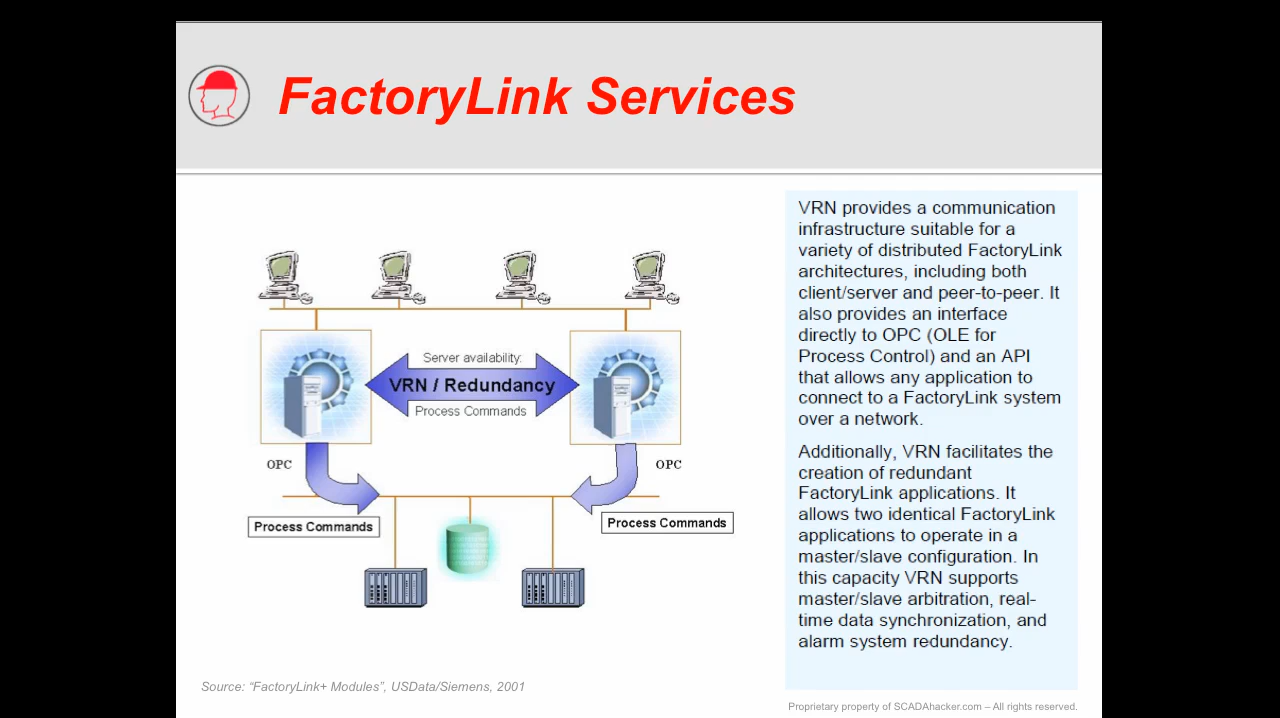 FactoryLink Services
Server availability:
VRN / Redundancy
Process Commands
OPC
OPC
Process Commands
Process Commands
VRN provides a communication
infrastructure suitable for a
variety of distributed FactoryLink
architectures, including both
client/server and peer-to-peer. It
also provides an interface
directly to OPC (OLE for
Process Control) and an API
that allows any application to
connect to a FactoryLink system
over a network.
Additionally, VRN facilitates the
creation of redundant
FactoryLink applications. It
allows two identical FactoryLink
applications to operate in a
master/slave configuration. In
this capacity VRN supports
master/slave arbitration, real-
time data synchronization, and
alarm system redundancy.
Source: “FactoryLink+ Modules”, USData/Siemens, 2001
Proprietary property of SCADAhacker.com – All rights reserved.